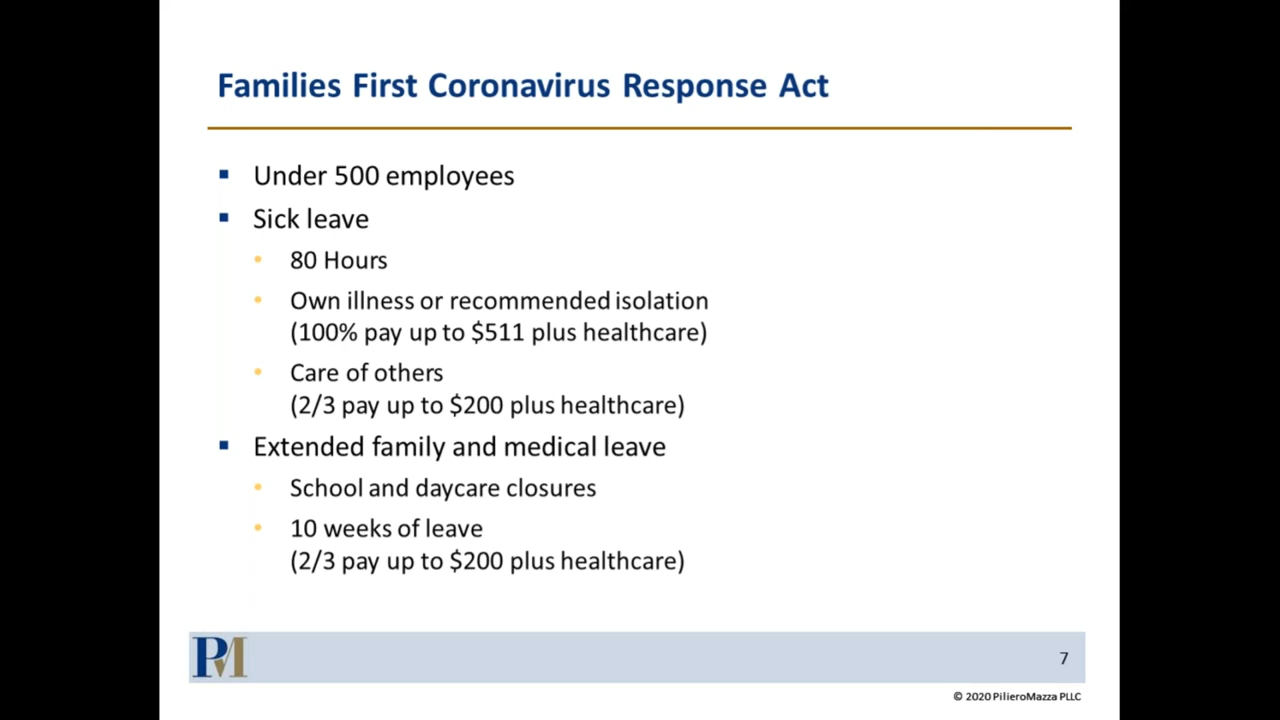 Families First Coronavirus Response Act
▪ Under 500 employees
▪ Sick leave
• 80 Hours
• Own illness or recommended isolation
(100% pay up to $511 plus healthcare)
• Care of others
(2/3 pay up to $200 plus healthcare)
▪ Extended family and medical leave
• School and daycare closures
• 10 weeks of leave
(2/3 pay up to $200 plus healthcare)
PM
7
© 2020 PilieroMazza PLLC